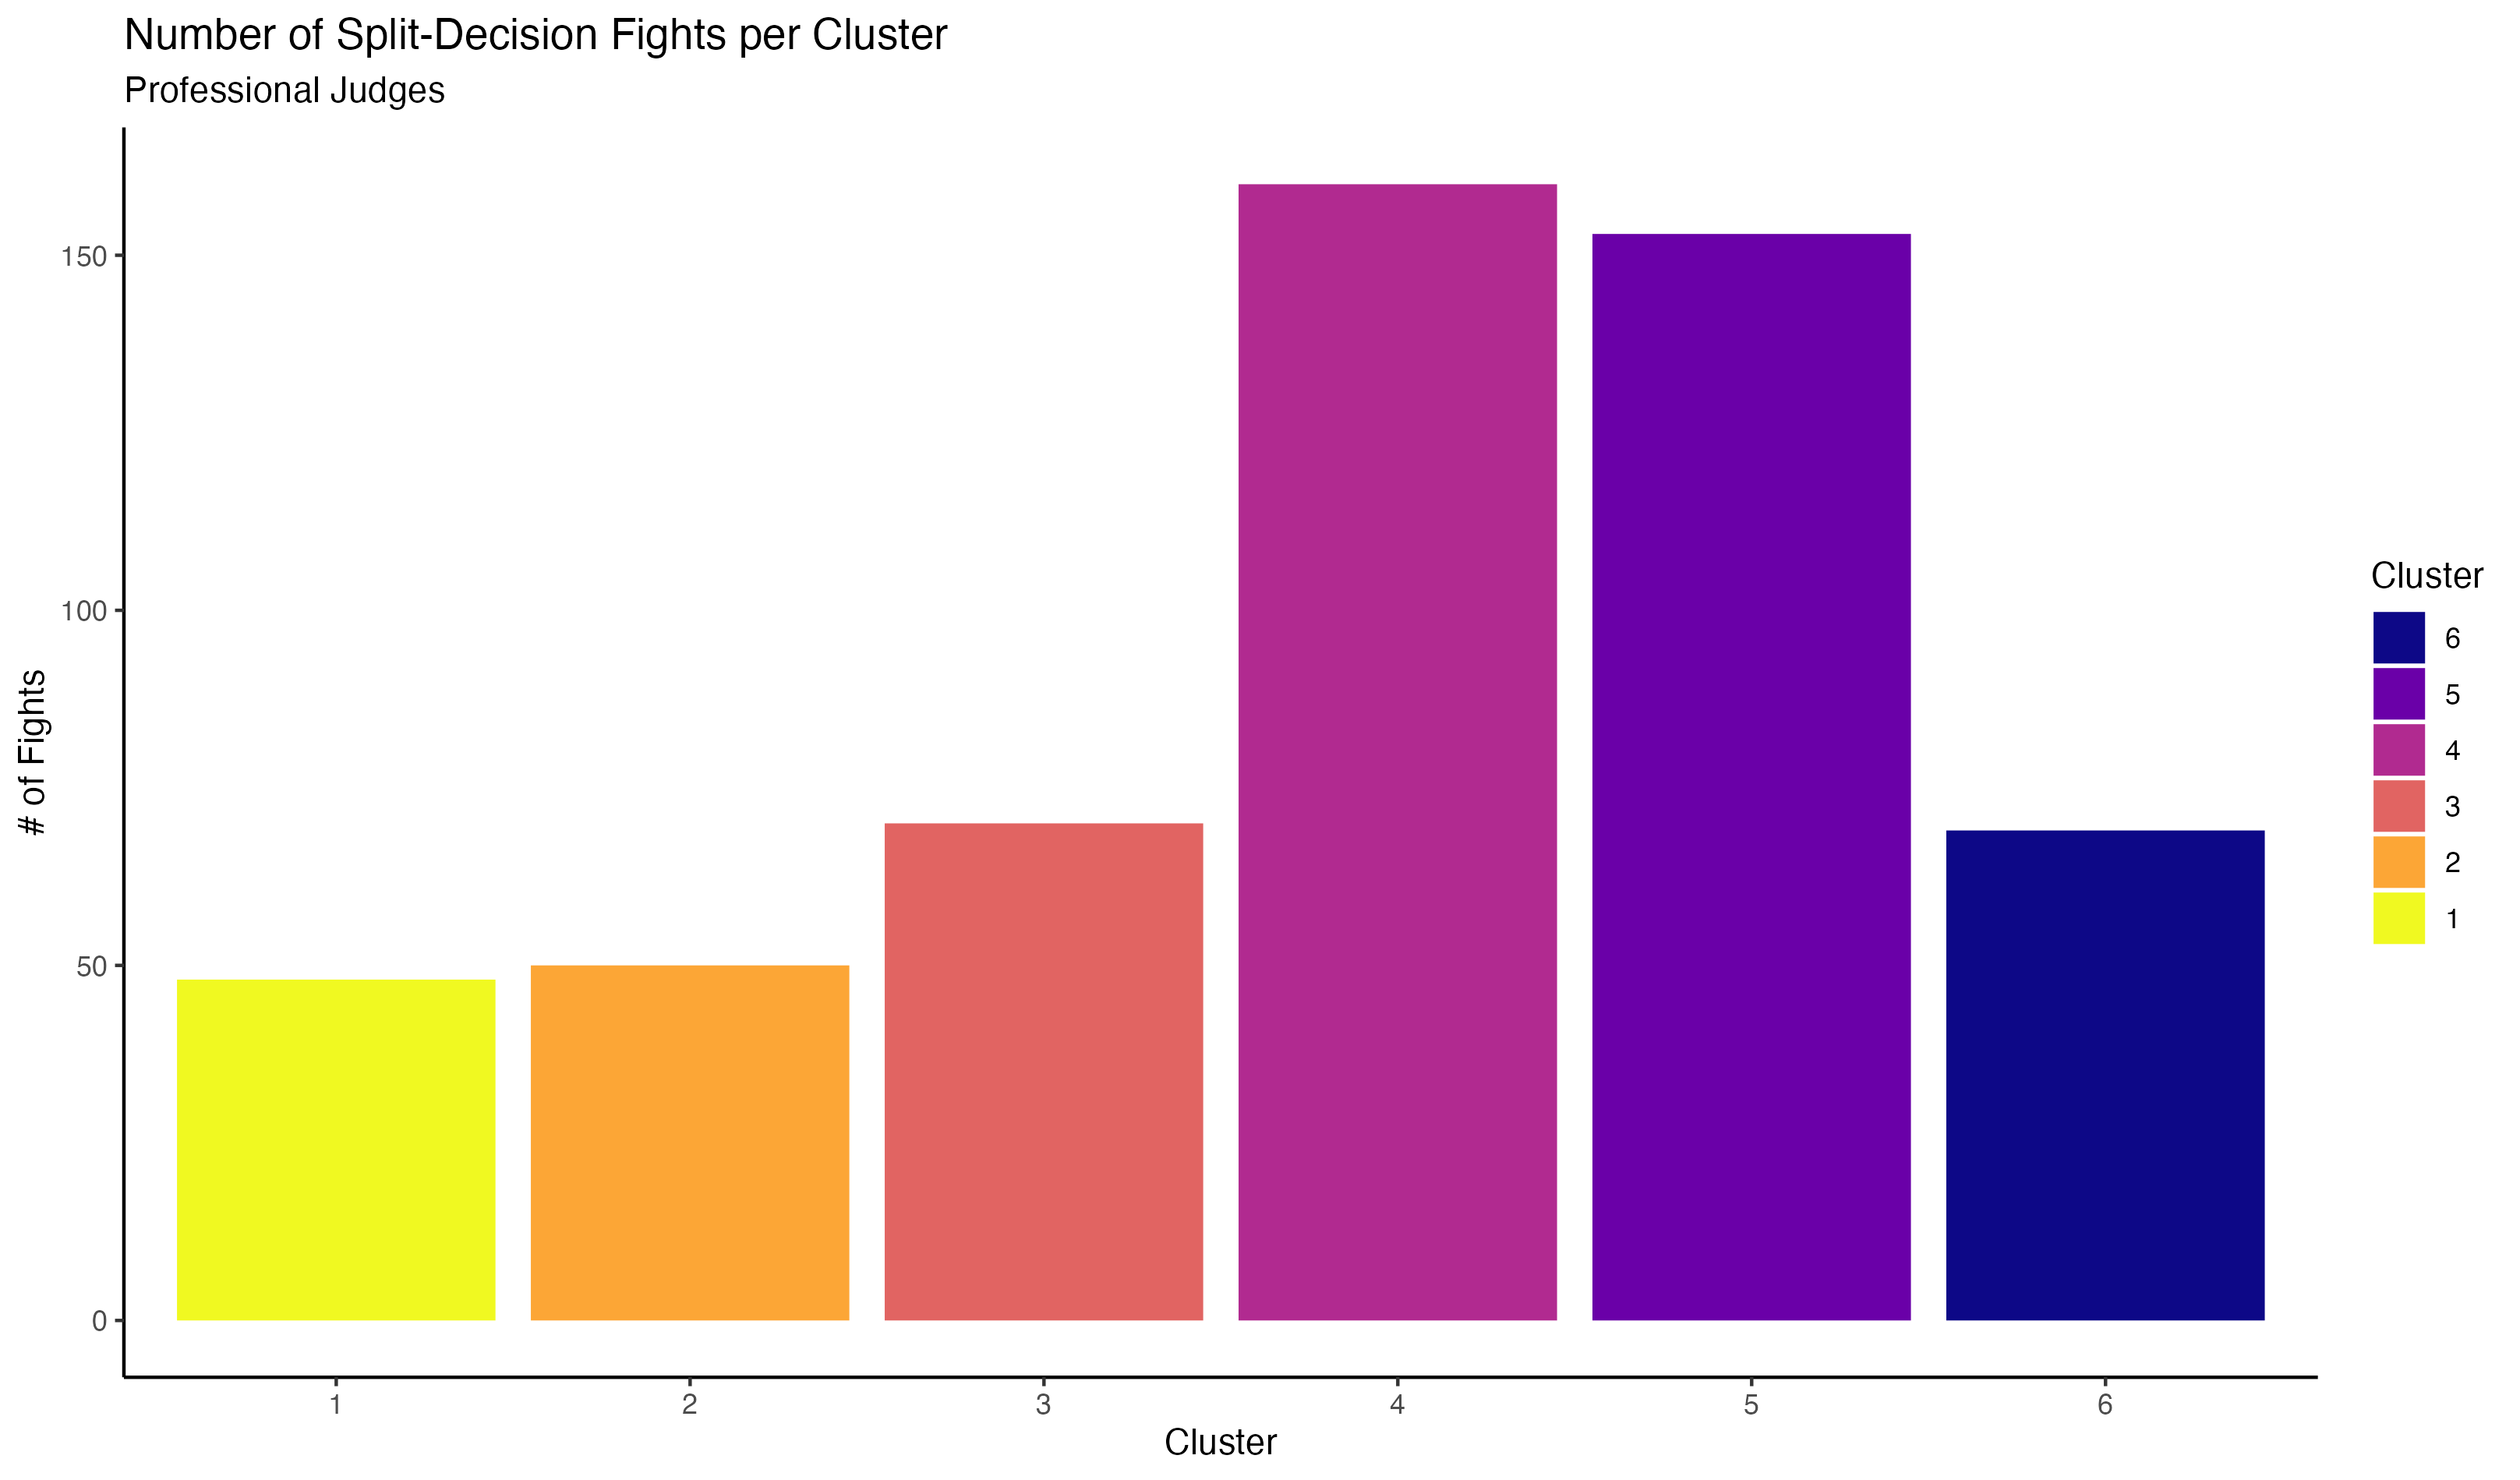 Number of Split-Decision Fights per Cluster
Professional Judges
# of Fights
150
100
50
0
1 2 3 4 5 6
Cluster
Cluster
6
5
4
3
2
1